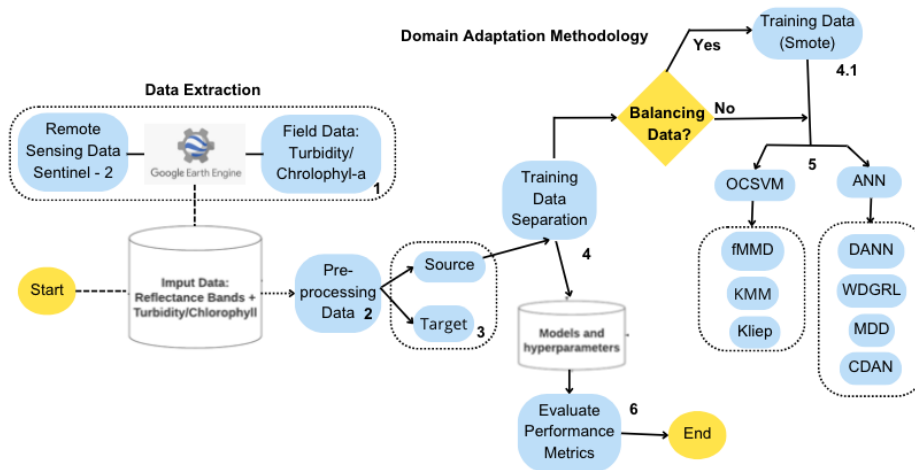 Domain Adaptation Methodology
Yes
Training Data
(Smote)
4.1
Balancing
Data?
No
Data Extraction
Remote
Sensing Data
Sentinel - 2
Google Earth Engine
Field Data:
Turbidity/
Chrolophyl-a
1
Training
Data
Separation
4
5
OCSVM
ANN
fMMD
KMM
Kliep
DANN
WDGRL
MDD
CDAN
Start
Imput Data:
Reflectance Bands +
Turbidity/Chlorophyll
Pre-
processing
Data
2
Source
Target
3
Models and
hyperparameters
Evaluate
Performance
Metrics
6
End